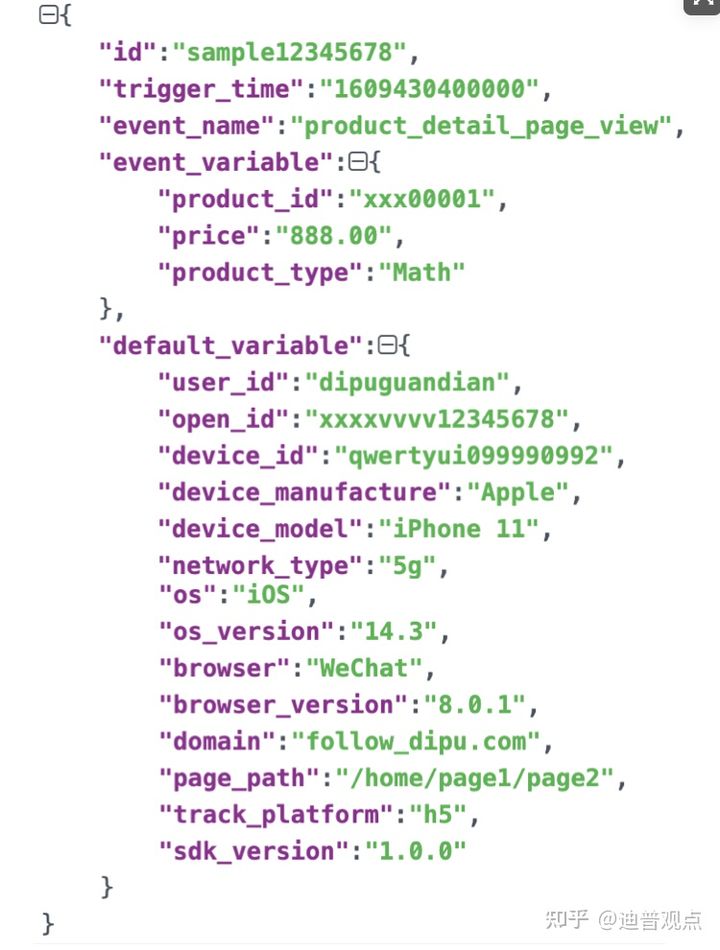 {
"id":"sample12345678",
"trigger_time":"1609430400000",
"event_name":"product_detail_page_view",
"event_variable":{
"product_id":"xxx00001",
"price":"888.00",
"product_type":"Math"
},
"default_variable":{
"user_id":"dipuguandian",
"open_id":"xxxxvvvv12345678",
"device_id":"qwertyui099990992",
"device_manufacture":"Apple",
"device_model":"iPhone 11",
"network_type":"5g",
"os":"iOS",
"os_version":"14.3",
"browser":"WeChat",
"browser_version":"8.0.1",
"domain":"follow_dipu.com",
"page_path":"/home/page1/page2",
"track_platform":"h5",
"sdk_version":"1.0.0"
}
}
知乎 @迪普观点